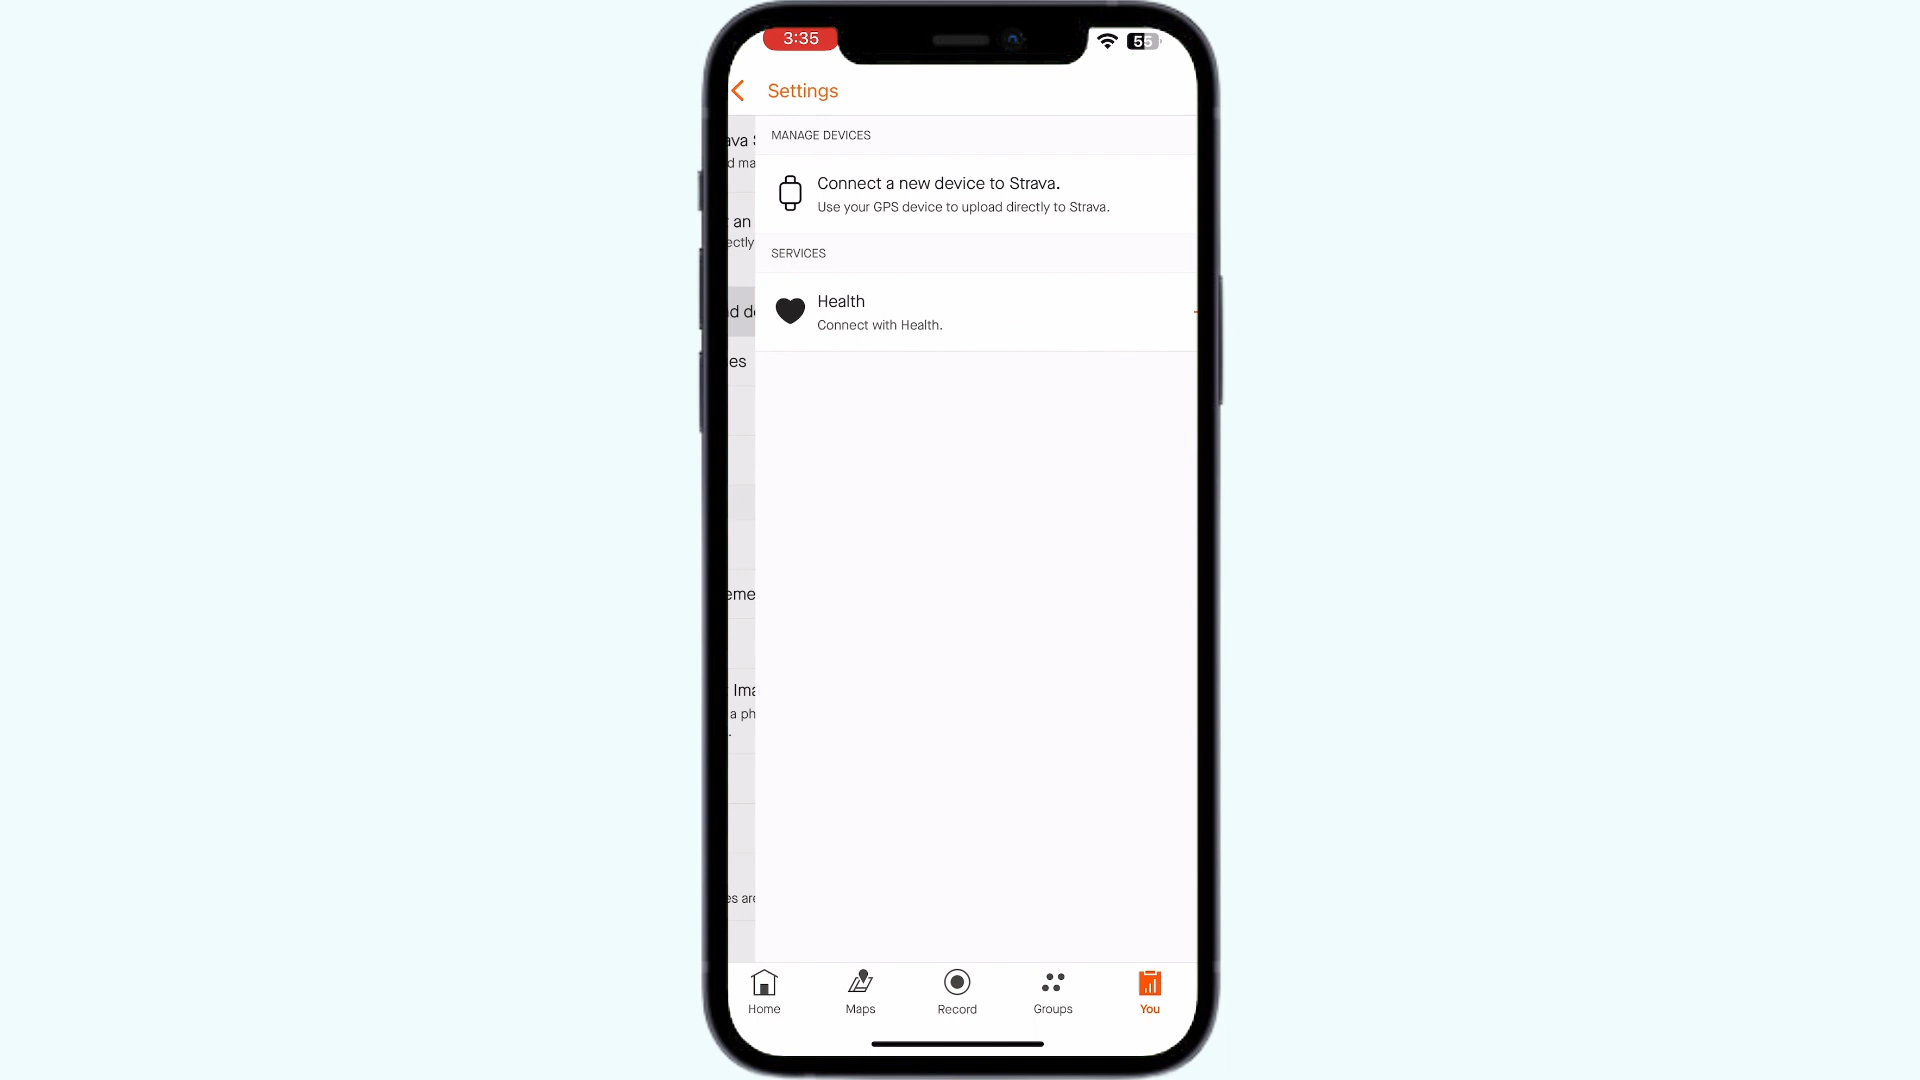 3:35
55
Settings
MANAGE DEVICES
Connect a new device to Strava.
Use your GPS device to upload directly to Strava.
SERVICES
Health
Connect with Health.
an
a
Home
Maps
Record
Groups
You